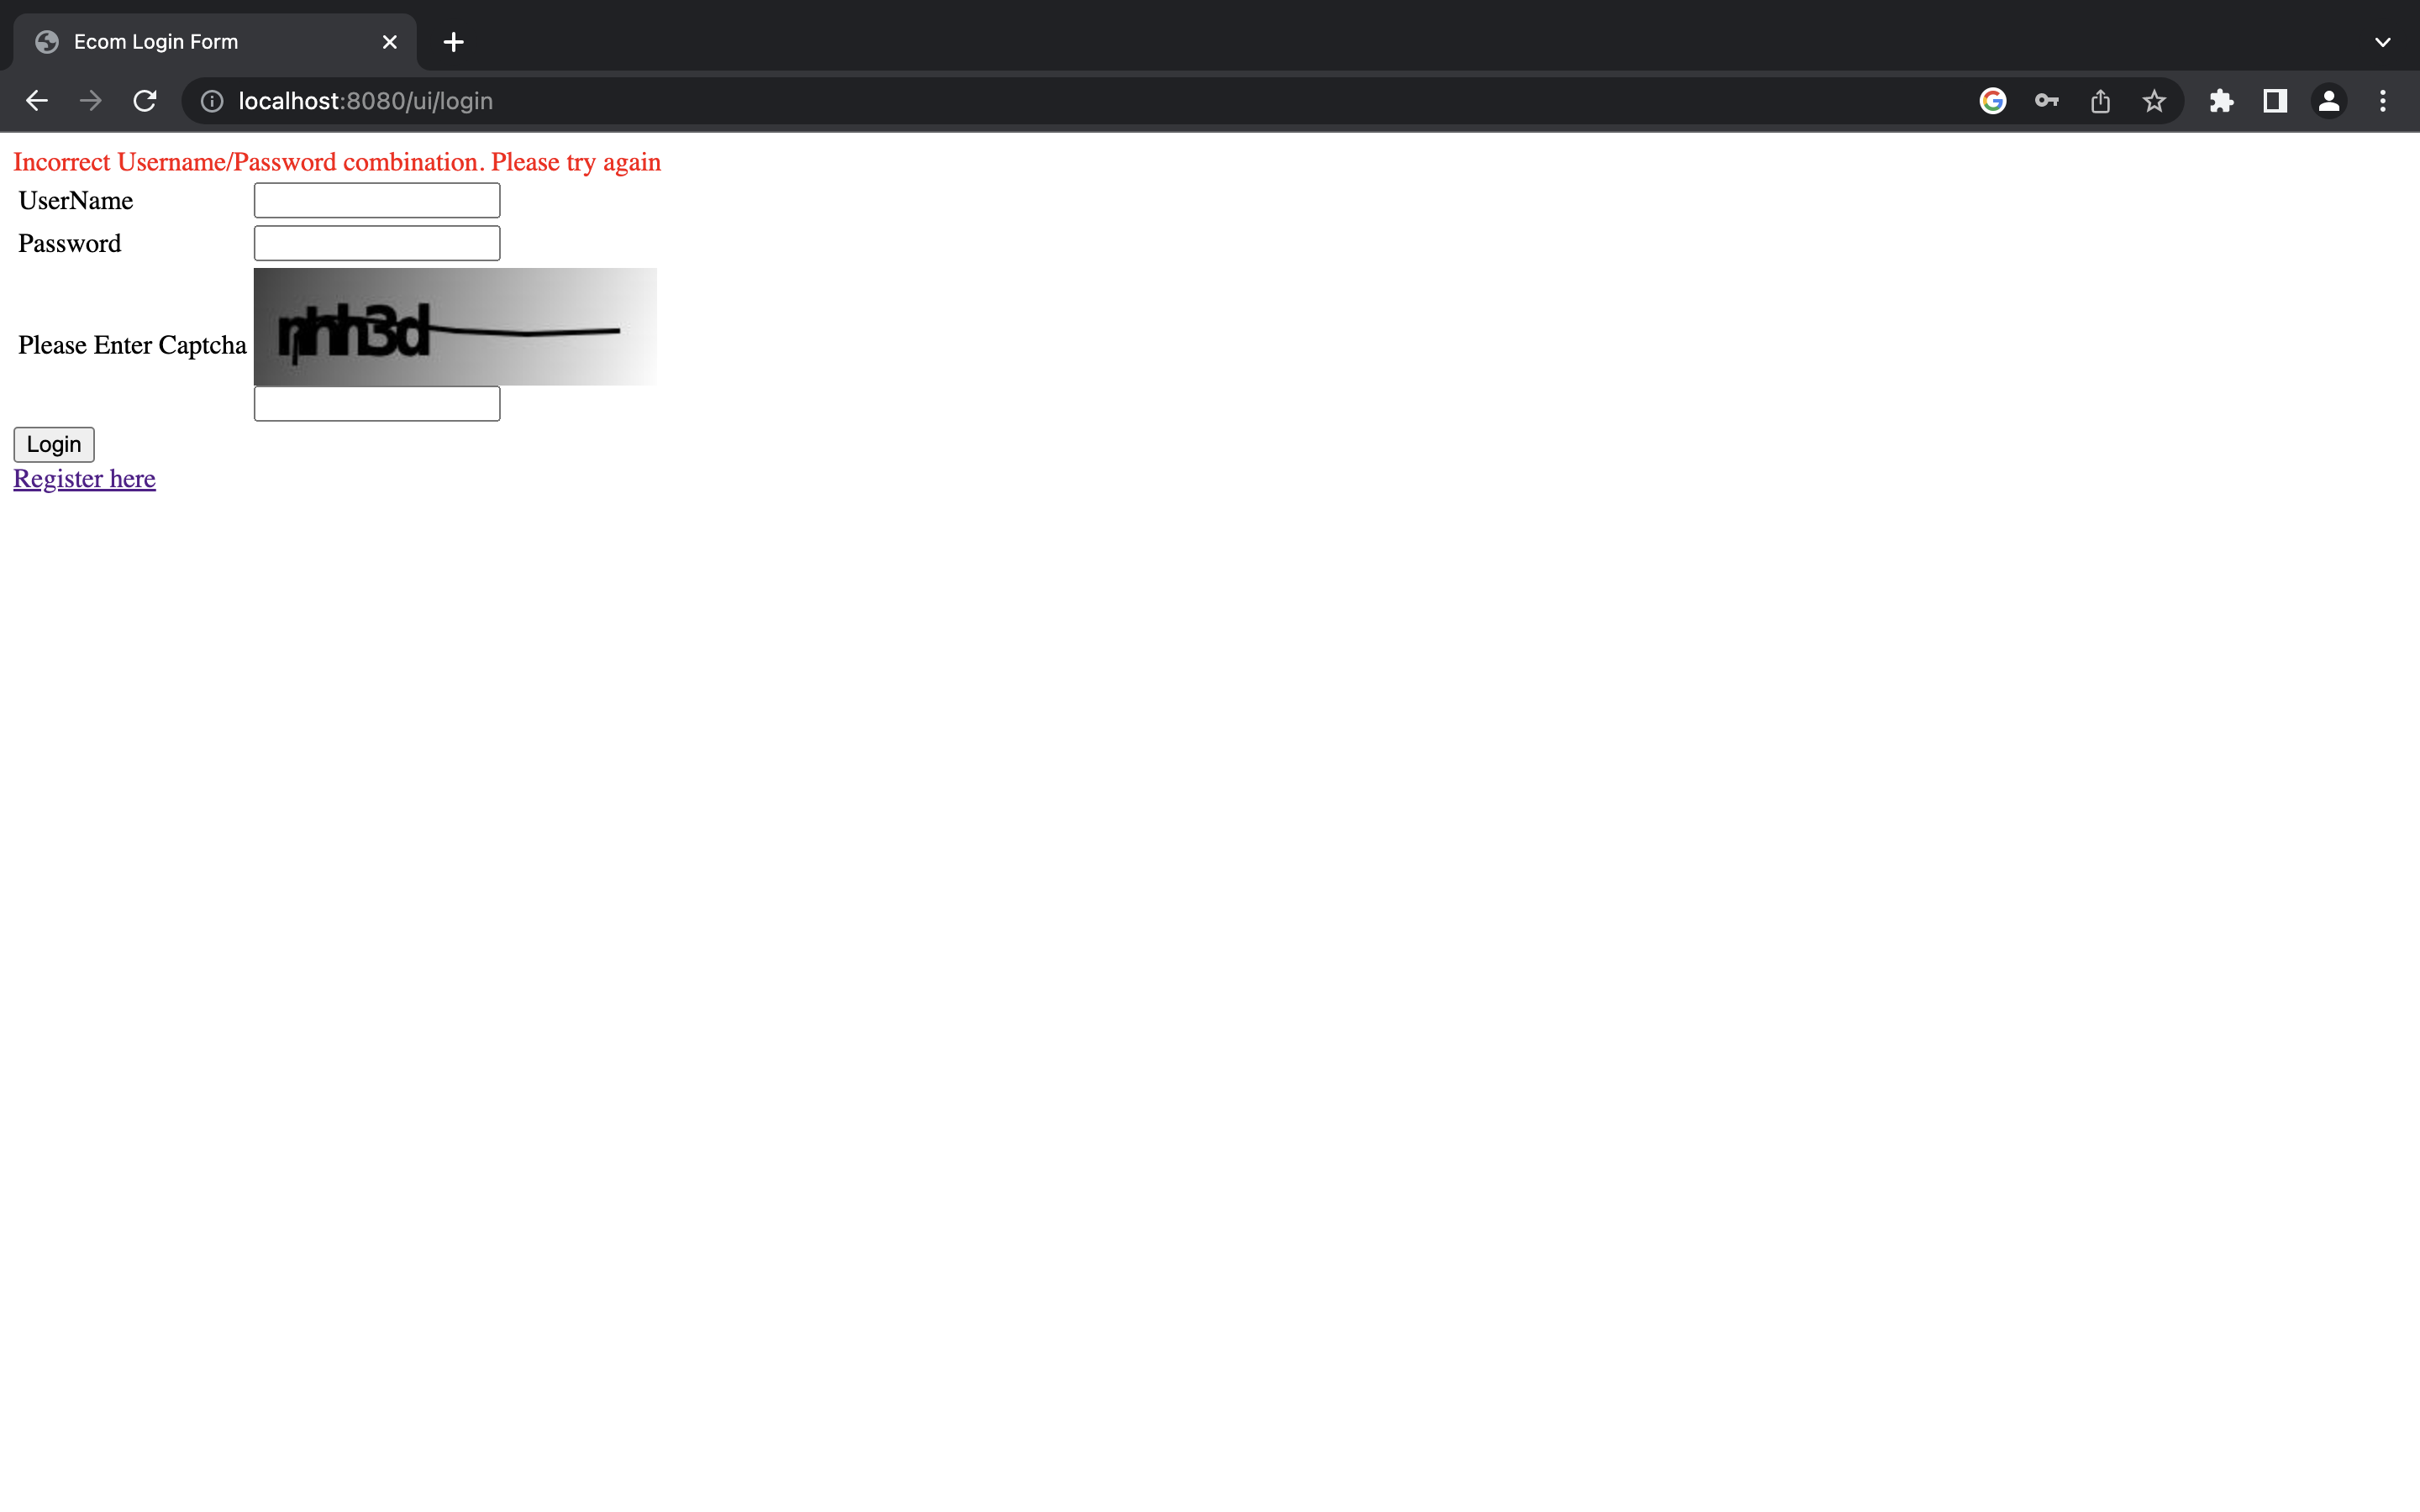 Ecom Login Form
localhost:8080/ui/login
Incorrect Username/Password combination. Please try again
UserName
Password
Please Enter Captcha
Login
Register here